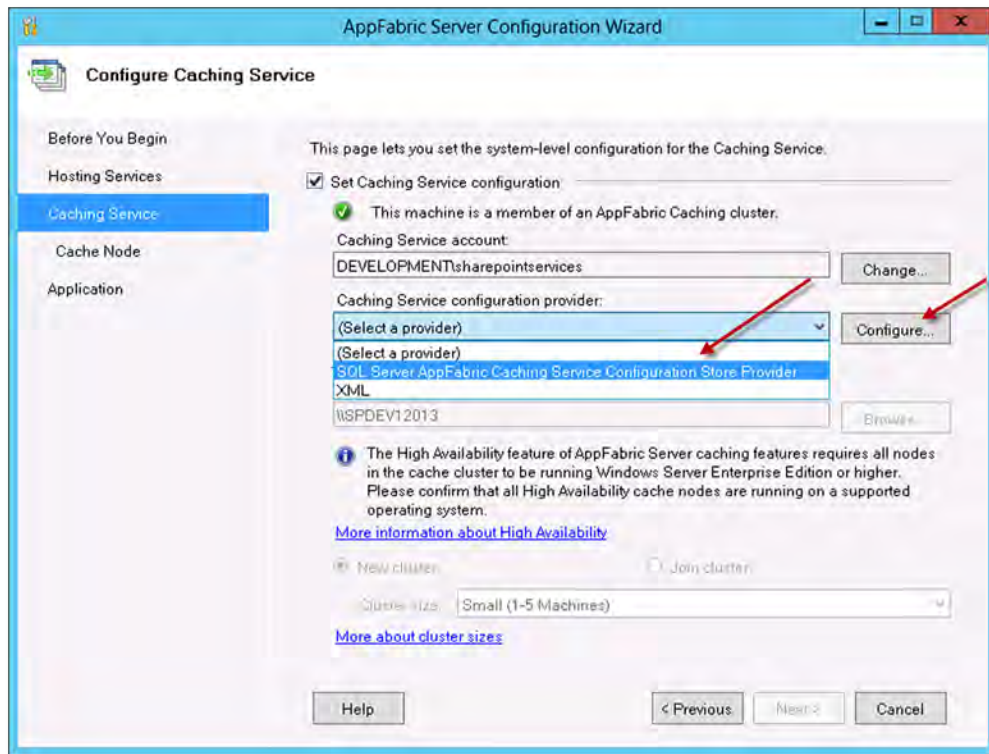 AppFabric Server Configuration Wizard
Configure Caching Service
Before You Begin
Hosting Services
Caching Service
Cache Node
Application
This page lets you set the system-level configuration for the Caching Service.
Set Caching Service configuration
This machine is a member of an AppFabric Caching cluster.
Caching Service account:
DEVELOPMENT\sharepointservices
Change...
Caching Service configuration provider:
(Select a provider)
Configure...
(Select a provider)
SQL Server AppFabric Caching Service Configuration Store Provider
XML
\\SPDEV12013
Browse...
The High Availability feature of AppFabric Server caching features requires all nodes
in the cache cluster to be running Windows Server Enterprise Edition or higher.
Please confirm that all High Availability cache nodes are running on a supported
operating system.
More information about High Availability
New cluster
Join cluster
Cluster size:
Small (1-5 Machines)
More about cluster sizes
Help
< Previous
Next >
Cancel